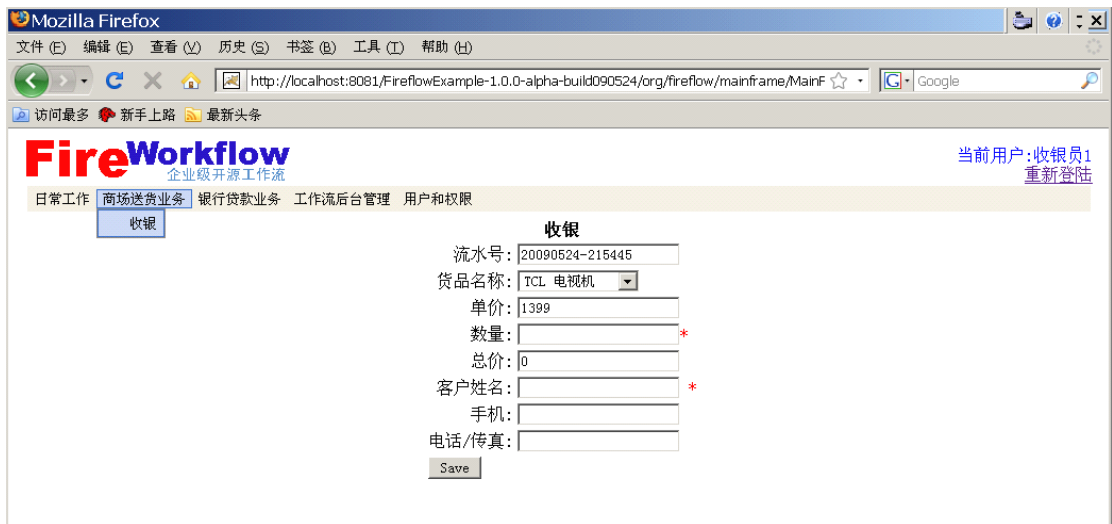 Mozilla Firefox
文件(F) 编辑(E) 查看(V) 历史(S) 书签(B) 工具(T) 帮助(H)
http://localhost:8081/FireflowExample-1.0.0-alpha-build090524/org/fireflow/mainframe/MainF G Google
访问最多 新手上路 最新头条
FireWorkflow
企业级开源工作流
当前用户:收银员1
重新登陆
日常工作 商场送货业务 银行贷款业务 工作流后台管理 用户和权限
收银
收银
流水号: 20090524-215445
货品名称: TCL 电视机
单价: 1399
数量: *
总价: 0
客户姓名: *
手机:
电话/传真:
Save